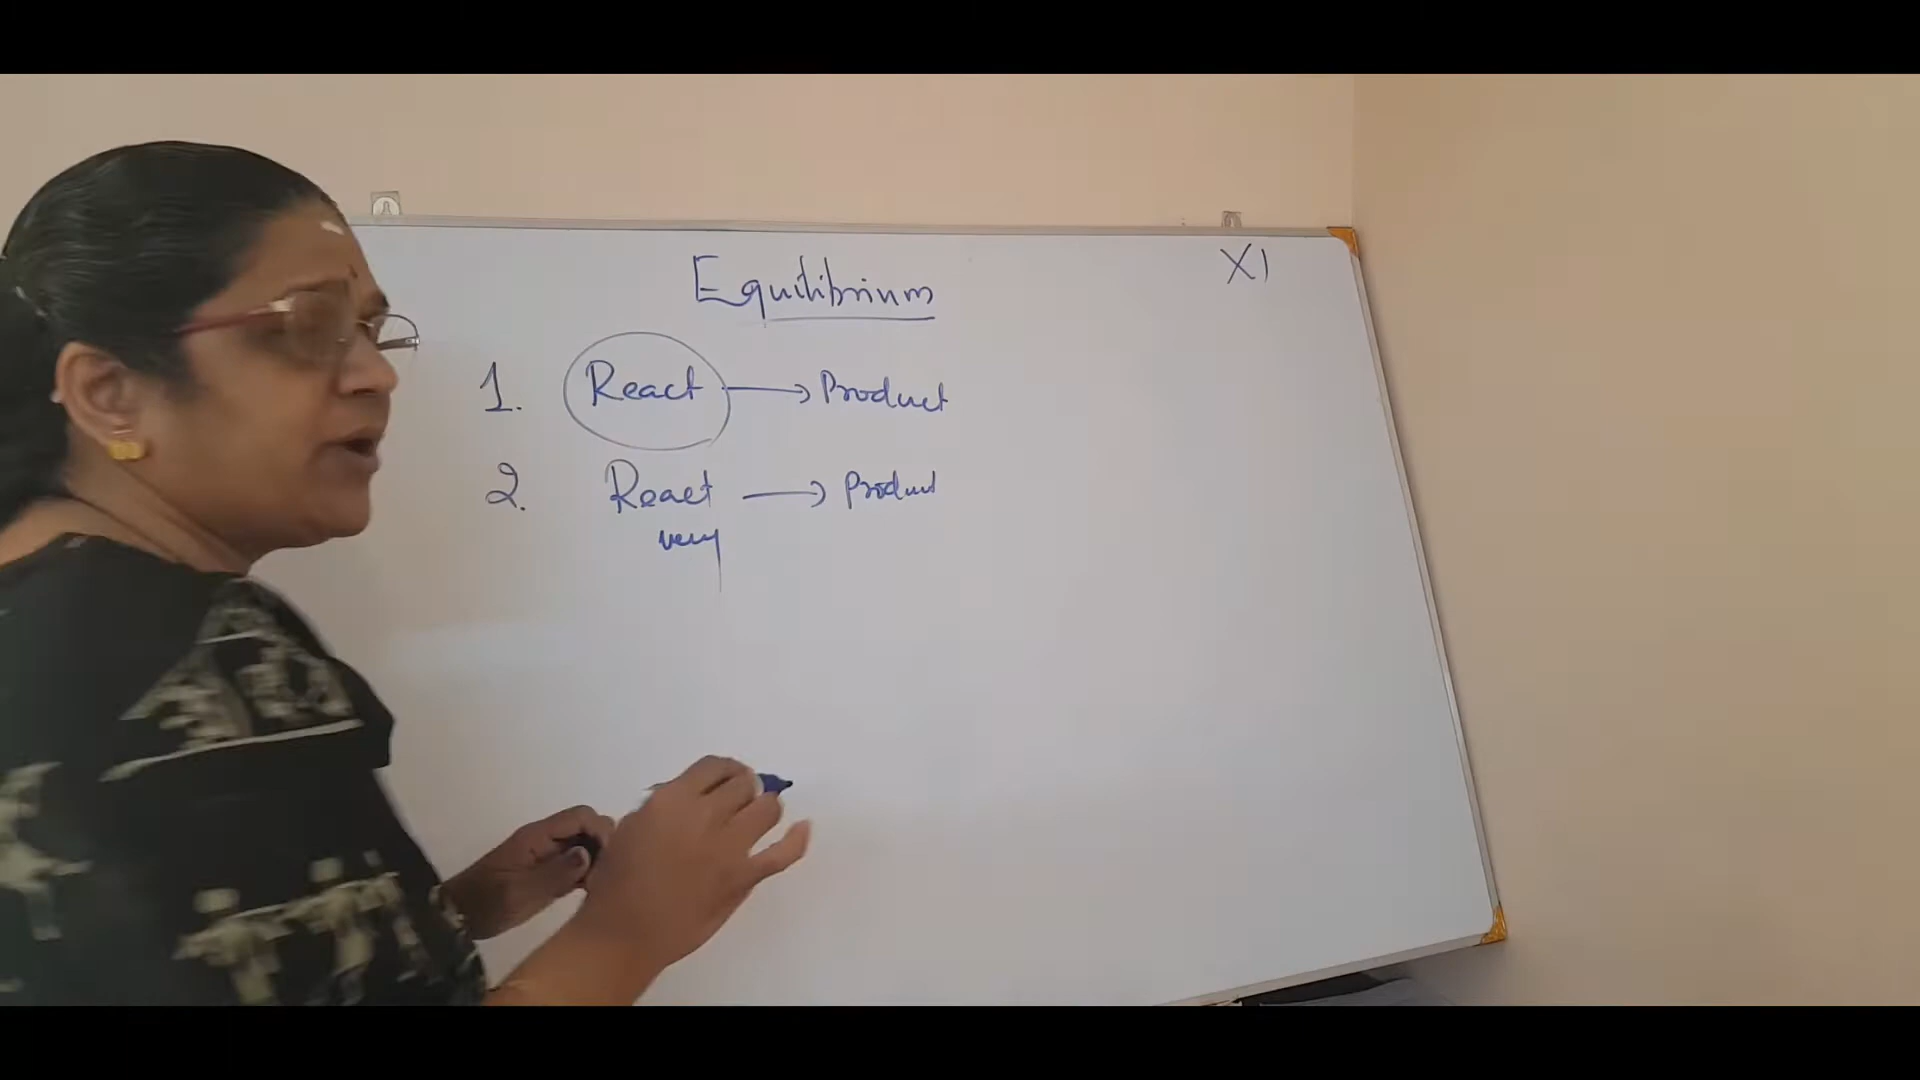 Equilibrium
XI
1. React → Product
2. React → Product
very